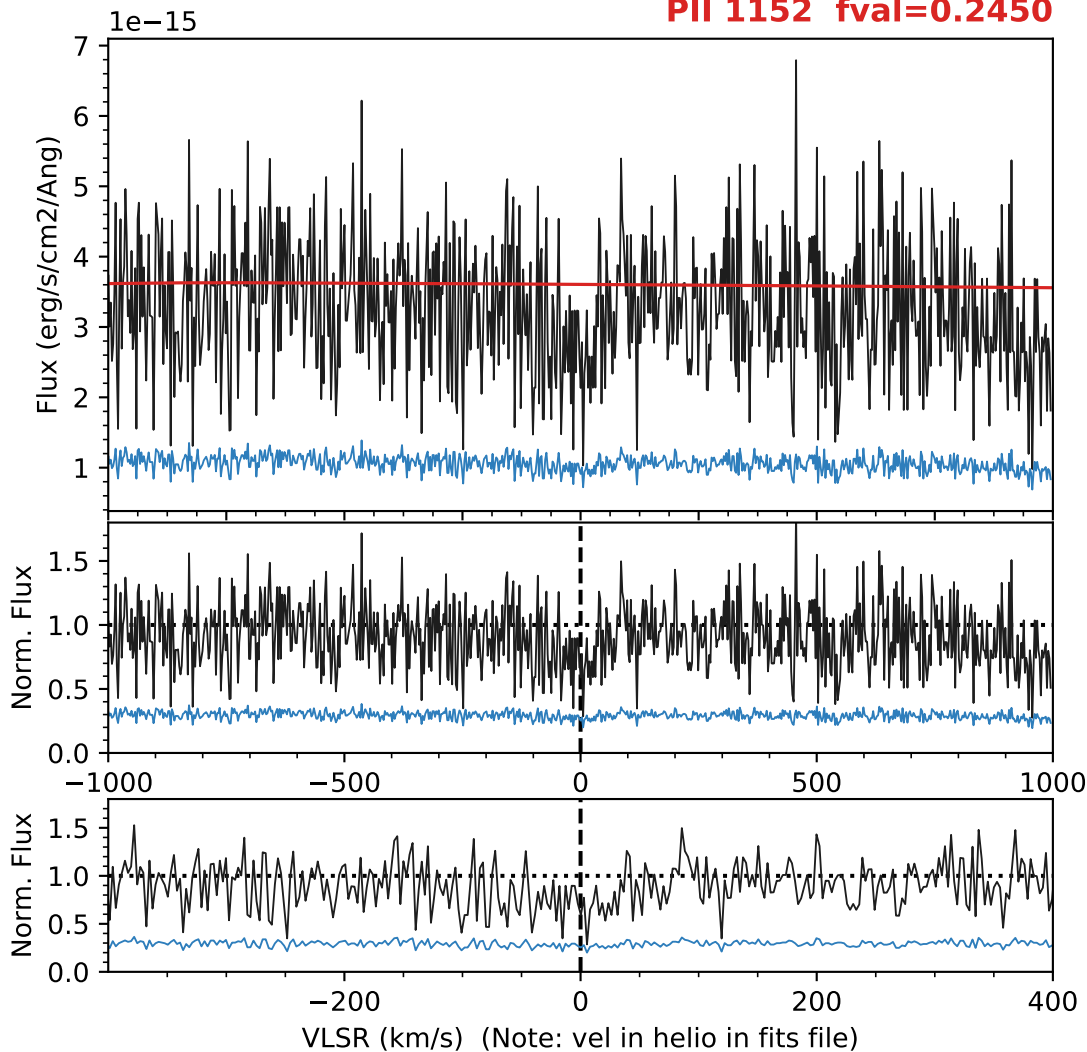 1e−15 PII 1152 fval=0.2450
7
6
5
4
3
2
1
Flux (erg/s/cm2/Ang)
1.5
1.0
0.5
0.0
Norm. Flux
−1000 −500 0 500 1000
1.5
1.0
0.5
0.0
Norm. Flux
−200 0 200 400
VLSR (km/s) (Note: vel in helio in fits file)